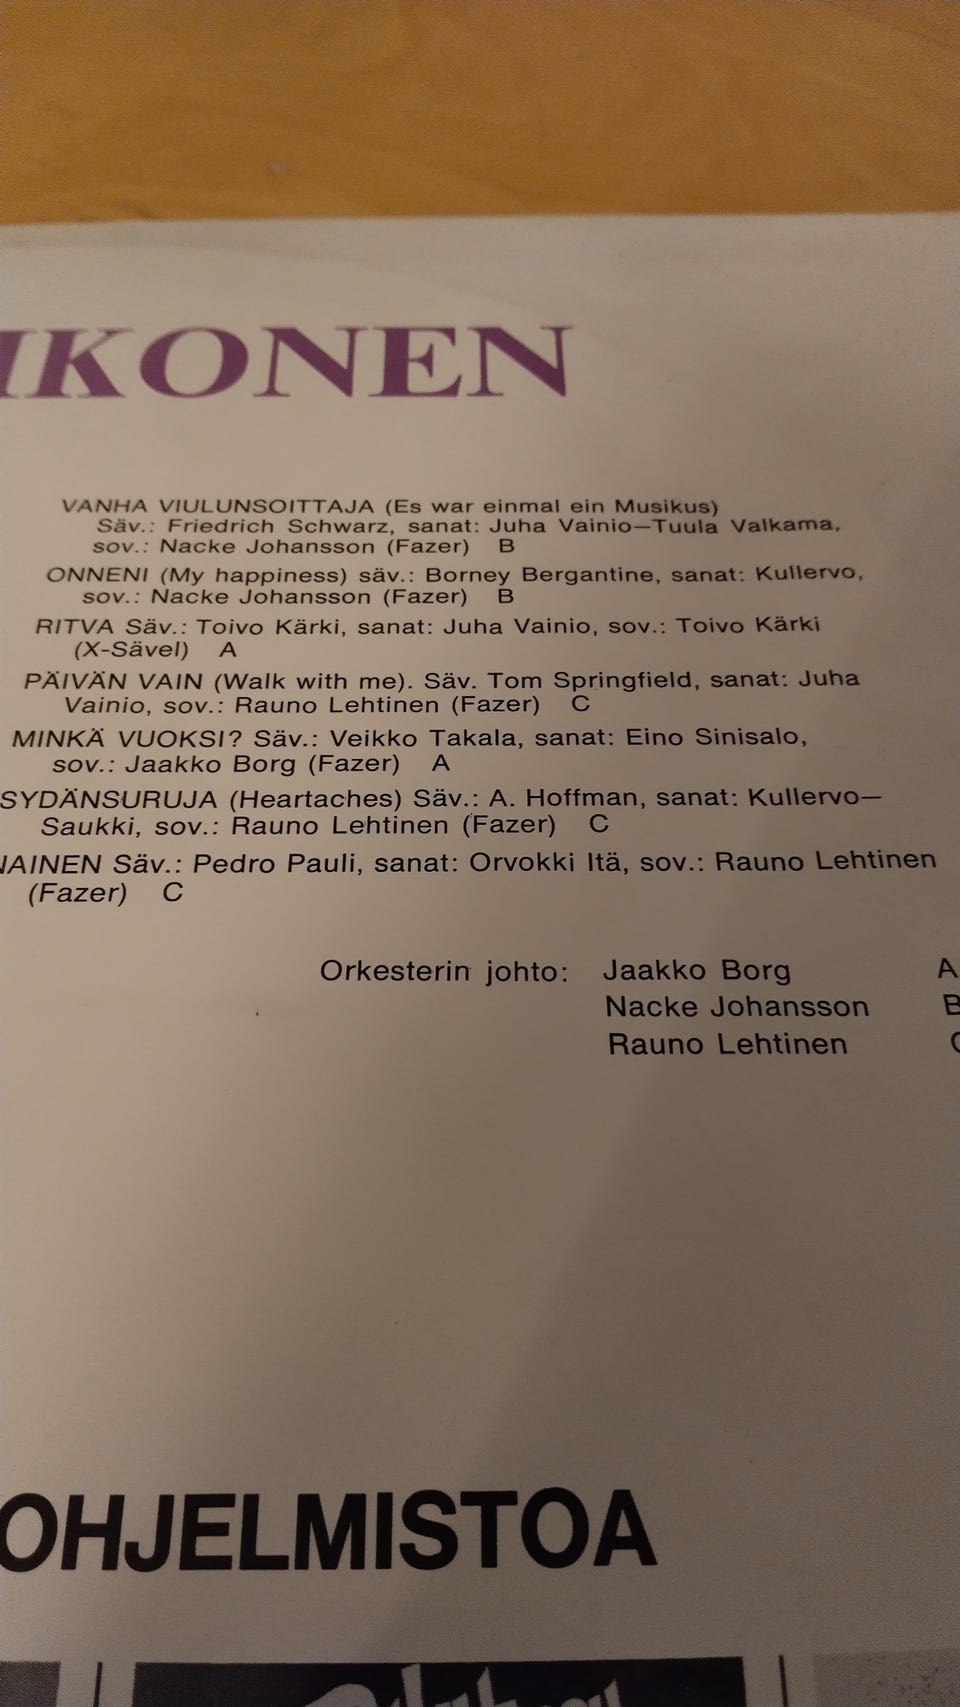 IKONEN
VANHA VIULUNSOITTAJA (Es war einmal ein Musikus)
Säv.: Friedrich Schwarz, sanat: Juha Vainio—Tuula Valkama,
sov.: Nacke Johansson (Fazer) B
ONNENI (My happiness) säv.: Borney Bergantine, sanat: Kullervo,
sov.: Nacke Johansson (Fazer) B
RITVA Säv.: Toivo Kärki, sanat: Juha Vainio, sov.: Toivo Kärki
(X-Sävel) A
PÄIVÄN VAIN (Walk with me). Säv. Tom Springfield, sanat: Juha
Vainio, sov.: Rauno Lehtinen (Fazer) C
MINKÄ VUOKSI? Säv.: Veikko Takala, sanat: Eino Sinisalo,
sov.: Jaakko Borg (Fazer) A
SYDÄNSURUJA (Heartaches) Säv.: A. Hoffman, sanat: Kullervo—
Saukki, sov.: Rauno Lehtinen (Fazer) C
NAINEN Säv.: Pedro Pauli, sanat: Orvokki Itä, sov.: Rauno Lehtinen
(Fazer) C
Orkesterin johto: Jaakko Borg A
Nacke Johansson B
Rauno Lehtinen C
OHJELMISTOA